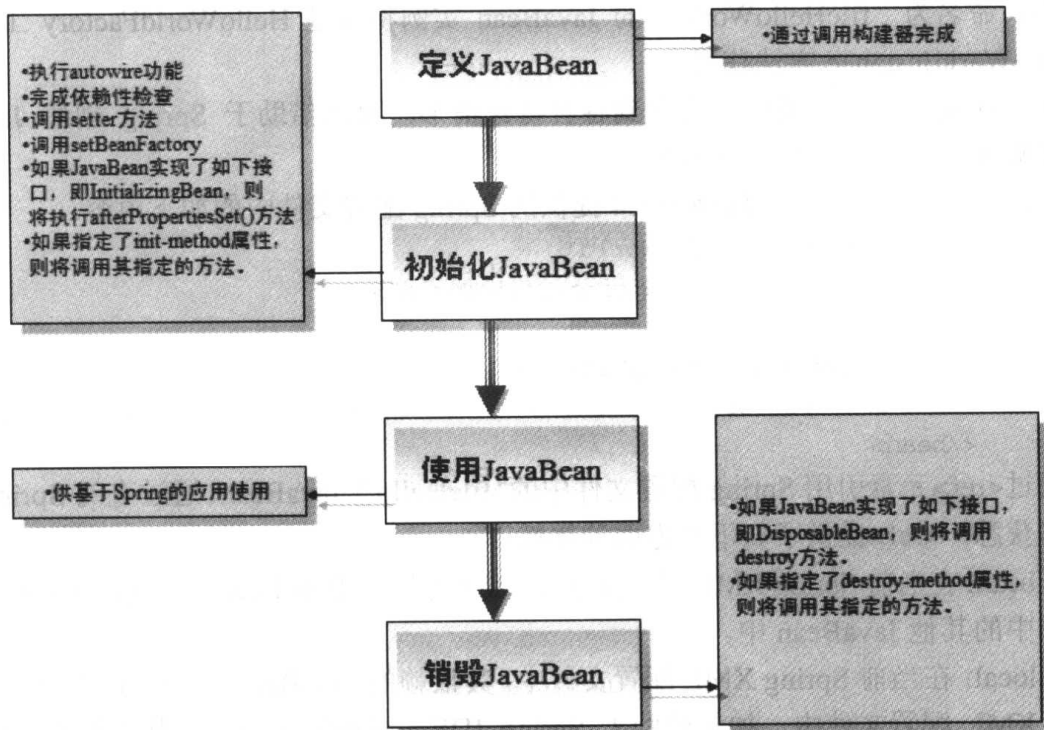 定义JavaBean
•通过调用构建器完成
•执行autowire功能
•完成依赖性检查
•调用setter方法
•调用setBeanFactory
•如果JavaBean实现了如下接
口，即InitializingBean，则
将执行afterPropertiesSet()方法
•如果指定了init-method属性，
则将调用其指定的方法。
初始化JavaBean
使用JavaBean
•供基于Spring的应用使用
•如果JavaBean实现了如下接口，
即DisposableBean，则将调用
destroy方法。
•如果指定了destroy-method属性，
则将调用其指定的方法。
销毁JavaBean